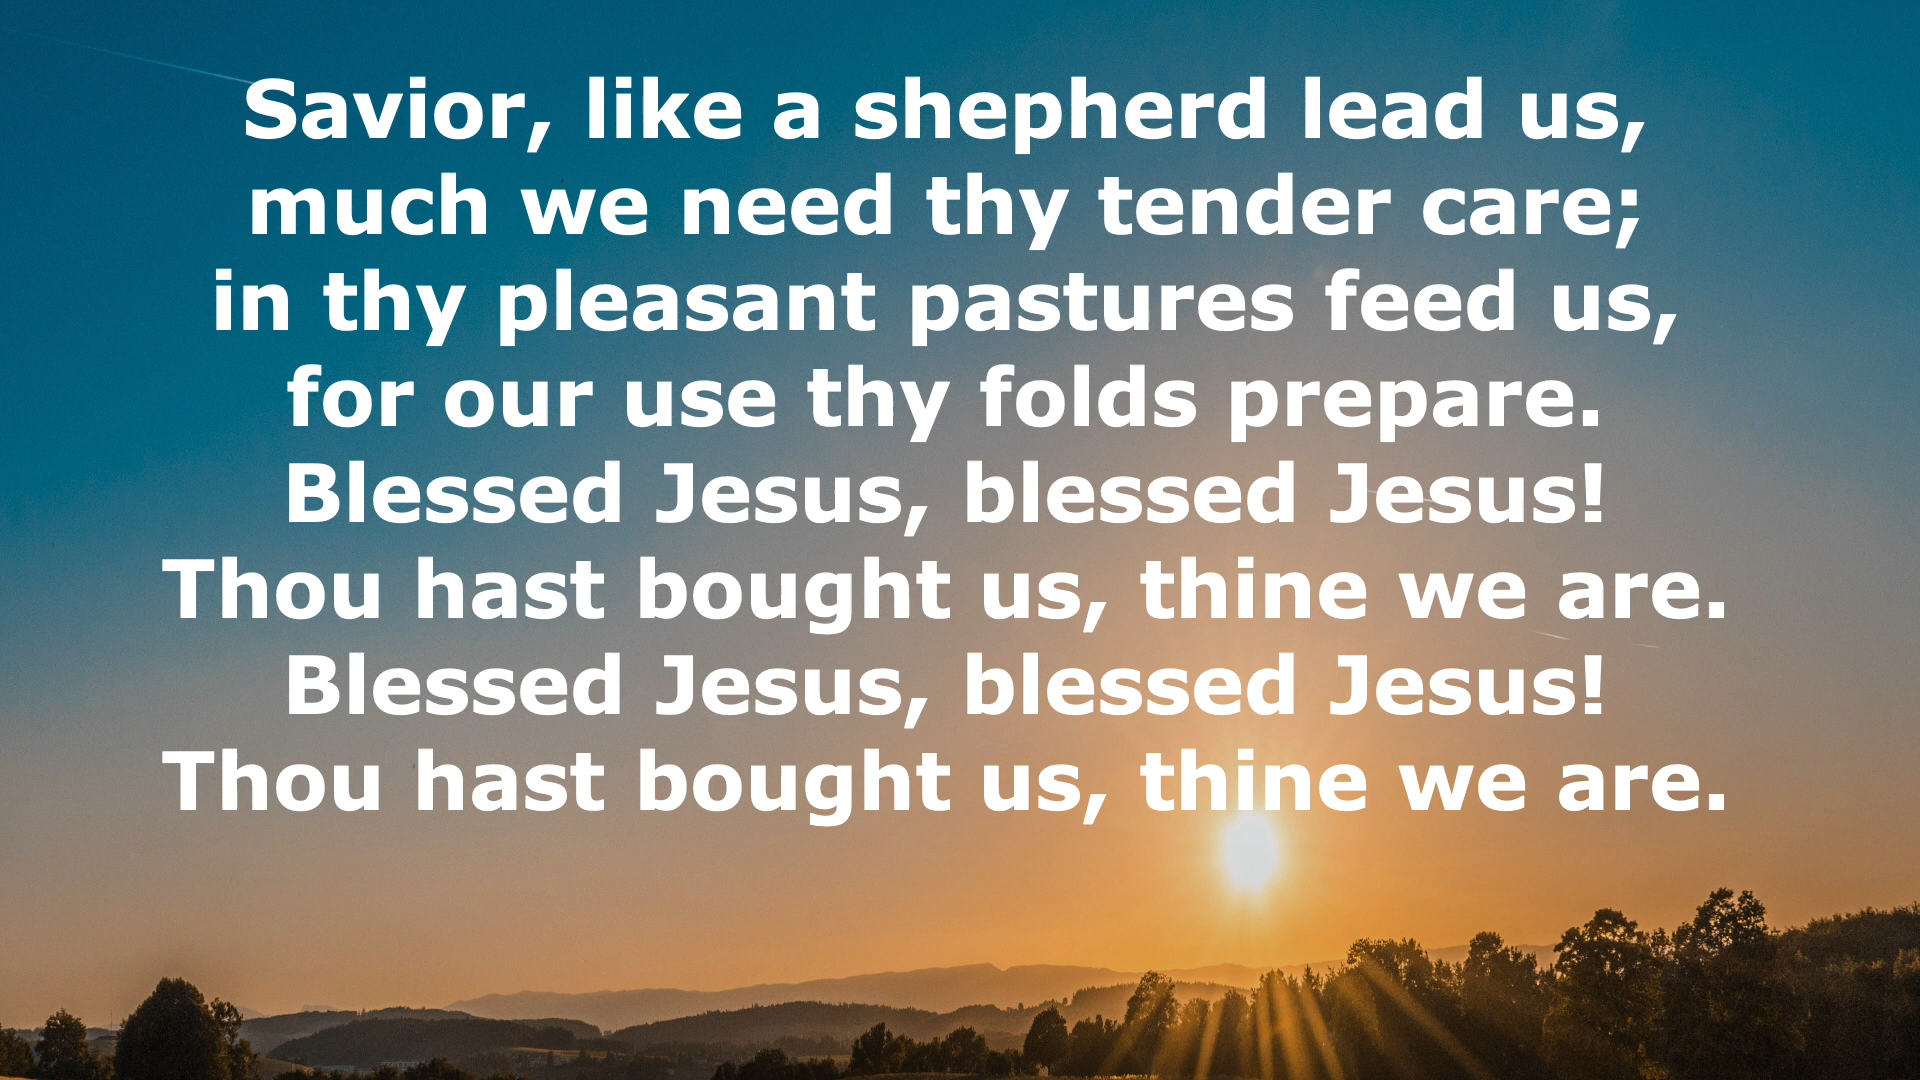 Savior, like a shepherd lead us,
much we need thy tender care;
in thy pleasant pastures feed us,
for our use thy folds prepare.
Blessed Jesus, blessed Jesus!
Thou hast bought us, thine we are.
Blessed Jesus, blessed Jesus!
Thou hast bought us, thine we are.